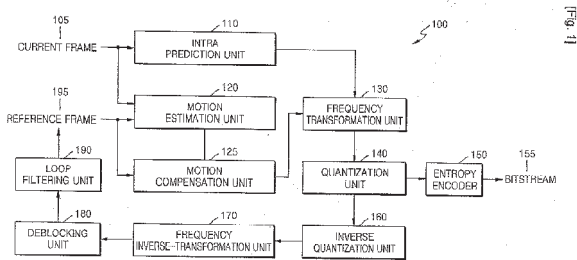 [Fig. 1]
100
105
CURRENT FRAME
110
INTRA
PREDICTION UNIT
120
MOTION
ESTIMATION UNIT
195
REFERENCE FRAME
125
MOTION
COMPENSATION UNIT
130
FREQUENCY
TRANSFORMATION UNIT
140
QUANTIZATION
UNIT
150
ENTROPY
ENCODER
155
BITSTREAM
190
LOOP
FILTERING UNIT
180
DEBLOCKING
UNIT
170
FREQUENCY
INVERSE-TRANSFORMATION UNIT
160
INVERSE
QUANTIZATION UNIT